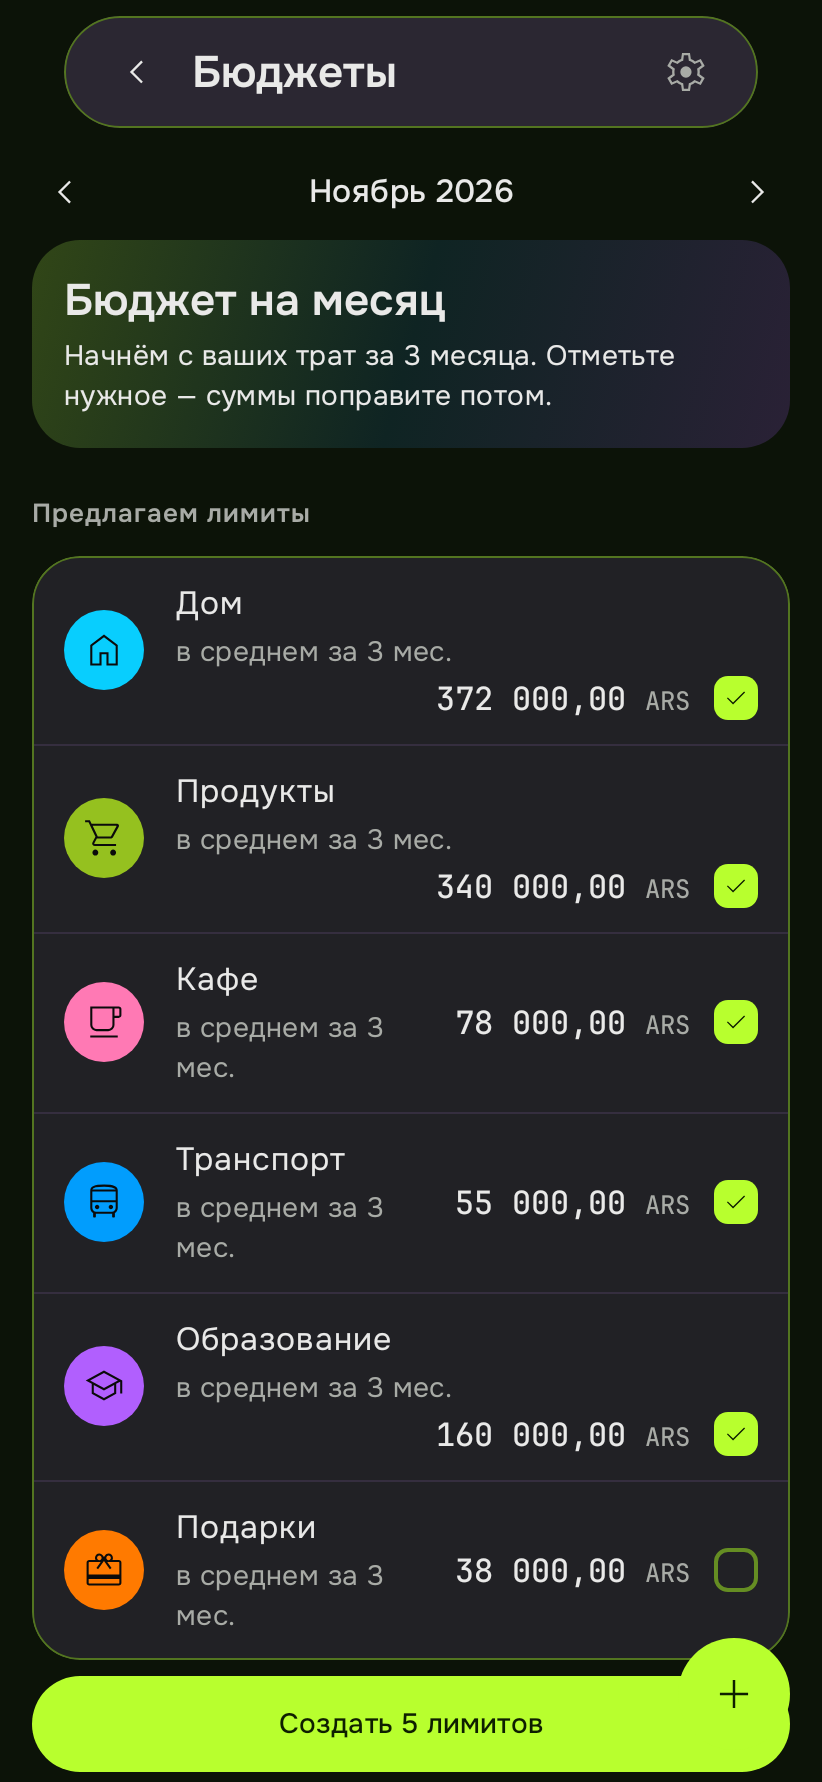 Бюджеты
Ноябрь 2026
Бюджет на месяц
Начнём с ваших трат за 3 месяца. Отметьте
нужное — суммы поправите потом.
Предлагаем лимиты
Дом
в среднем за 3 мес.
372 000,00 ARS
Продукты
в среднем за 3 мес.
340 000,00 ARS
Кафе
в среднем за 3
мес.
78 000,00 ARS
Транспорт
в среднем за 3
мес.
55 000,00 ARS
Образование
в среднем за 3 мес.
160 000,00 ARS
Подарки
в среднем за 3
мес.
38 000,00 ARS
Создать 5 лимитов